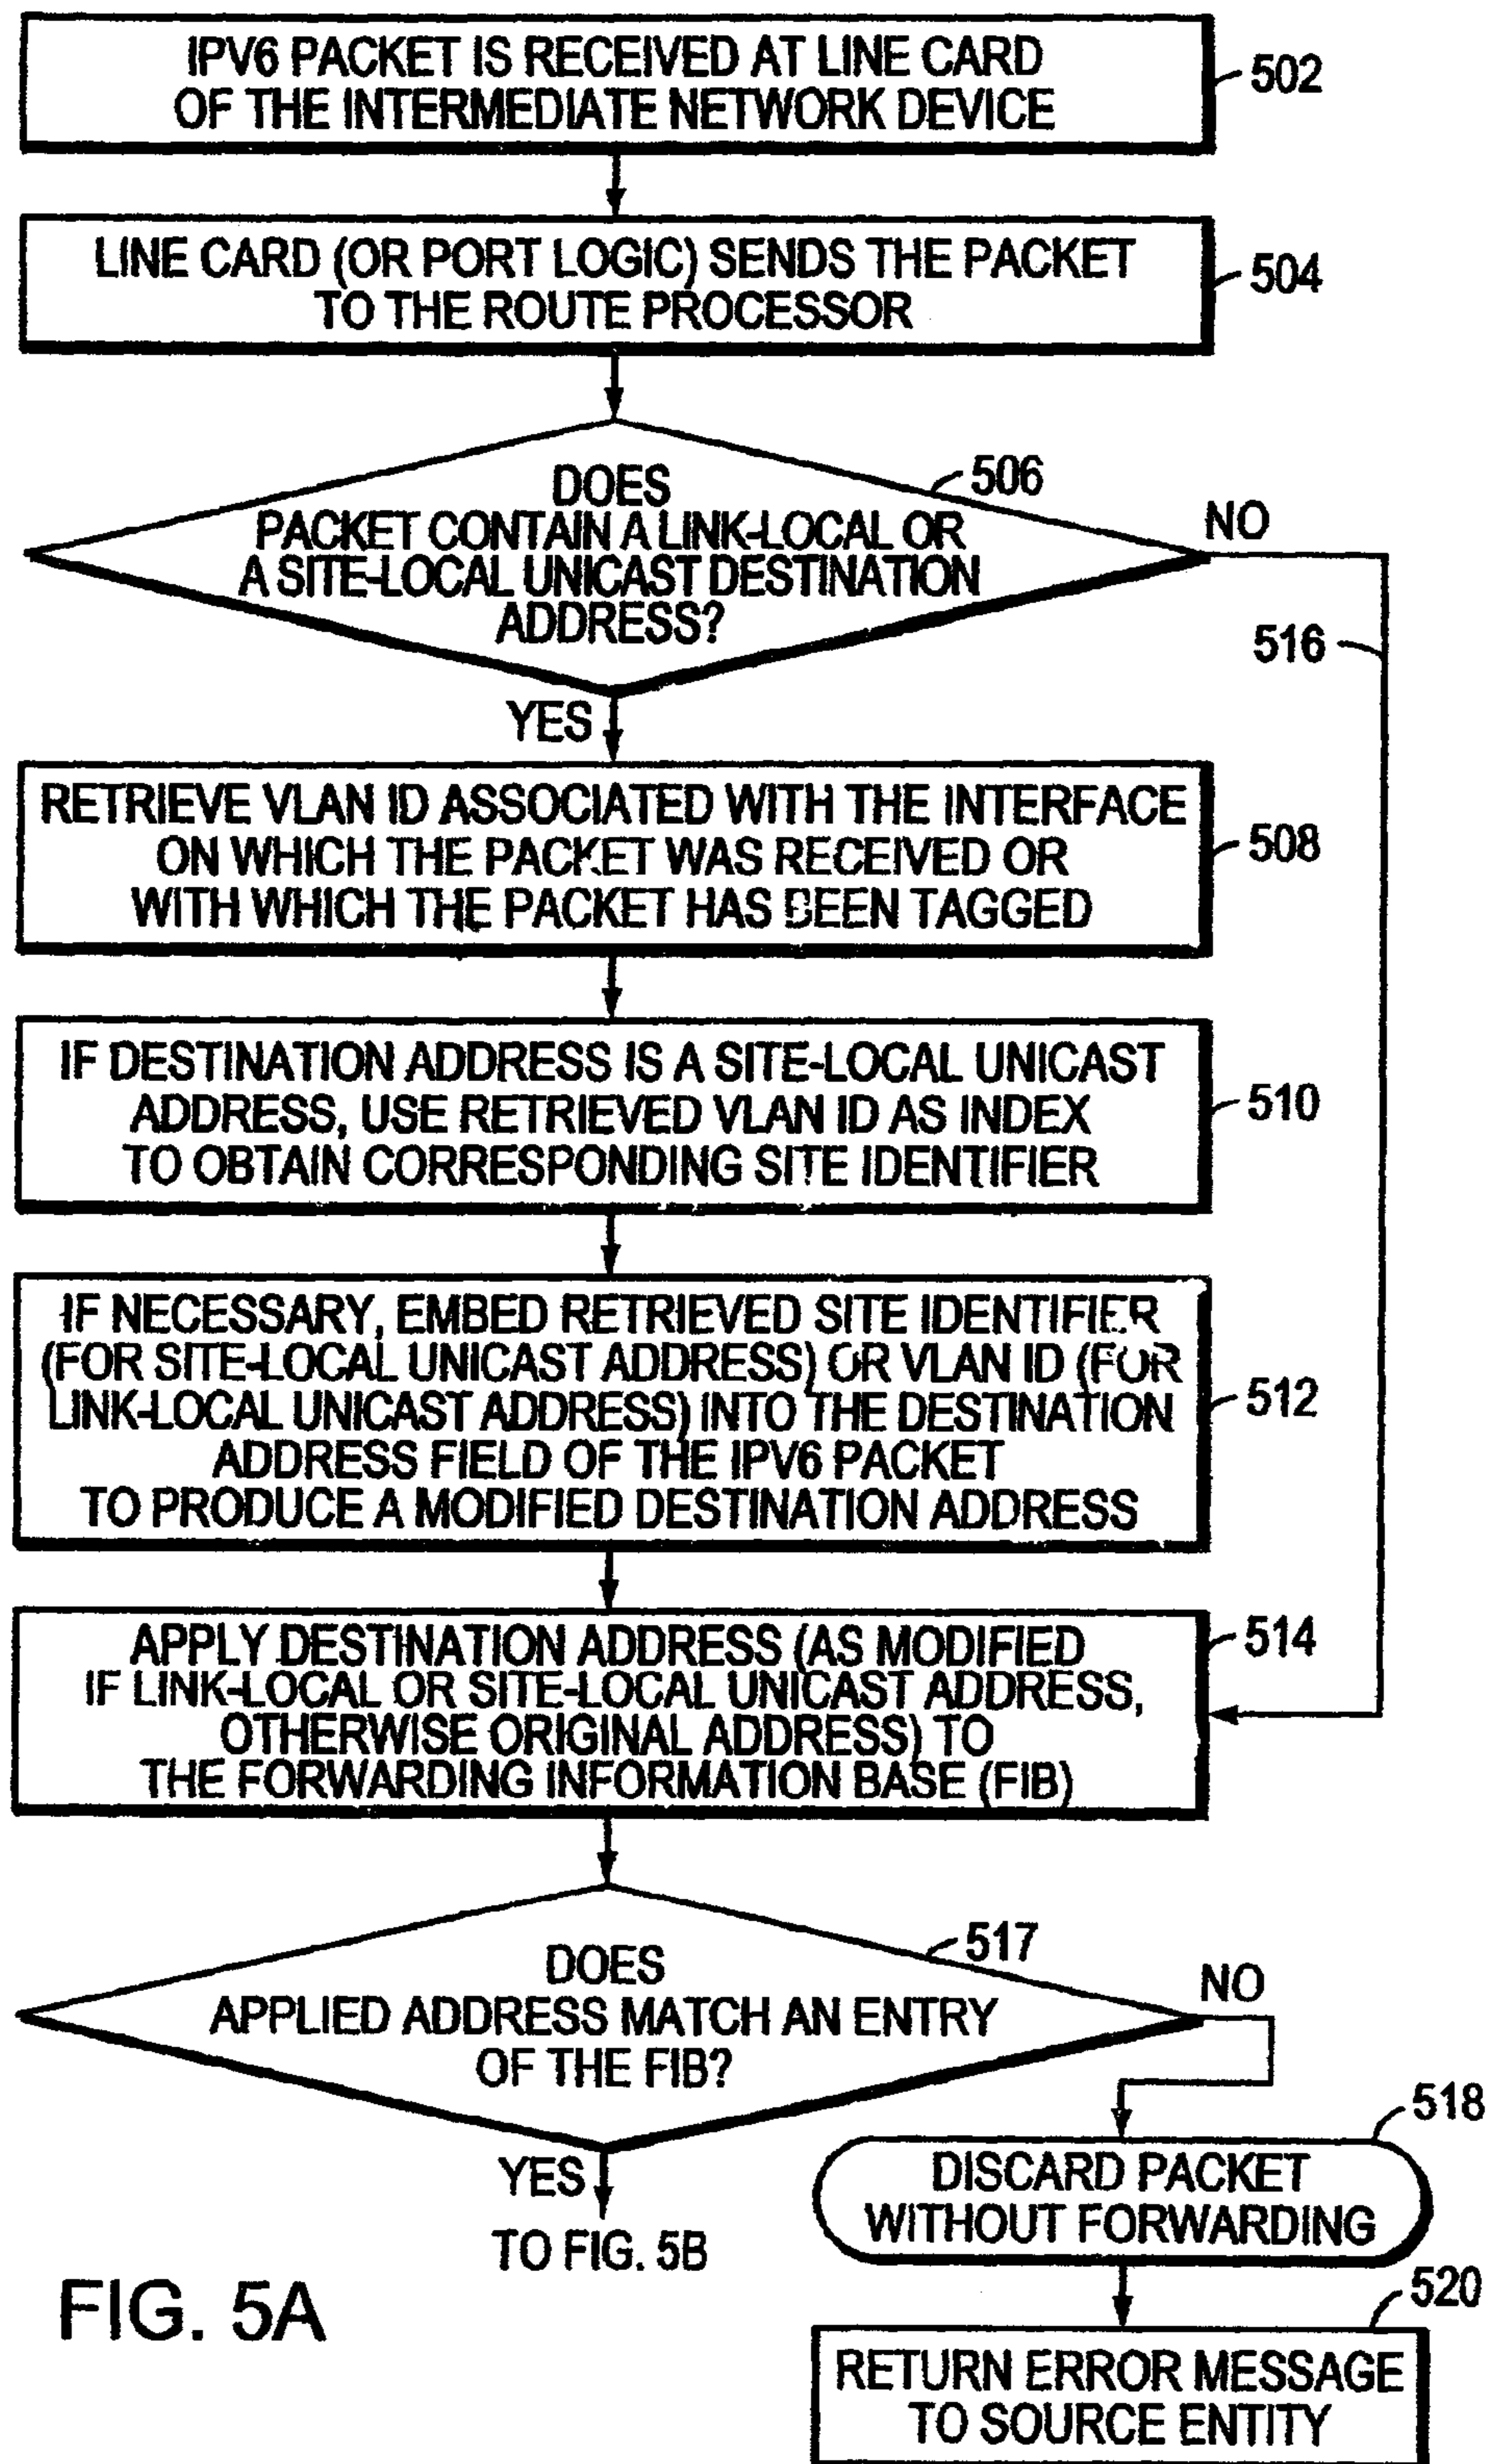 IPV6 PACKET IS RECEIVED AT LINE CARD
OF THE INTERMEDIATE NETWORK DEVICE
502
LINE CARD (OR PORT LOGIC) SENDS THE PACKET
TO THE ROUTE PROCESSOR
504
DOES
PACKET CONTAIN A LINK-LOCAL OR
A SITE-LOCAL UNICAST DESTINATION
ADDRESS?
506
NO
516
YES
RETRIEVE VLAN ID ASSOCIATED WITH THE INTERFACE
ON WHICH THE PACKET WAS RECEIVED OR
WITH WHICH THE PACKET HAS BEEN TAGGED
508
IF DESTINATION ADDRESS IS A SITE-LOCAL UNICAST
ADDRESS, USE RETRIEVED VLAN ID AS INDEX
TO OBTAIN CORRESPONDING SITE IDENTIFIER
510
IF NECESSARY, EMBED RETRIEVED SITE IDENTIFIER
(FOR SITE-LOCAL UNICAST ADDRESS) OR VLAN ID (FOR
LINK-LOCAL UNICAST ADDRESS) INTO THE DESTINATION
ADDRESS FIELD OF THE IPV6 PACKET
TO PRODUCE A MODIFIED DESTINATION ADDRESS
512
APPLY DESTINATION ADDRESS (AS MODIFIED
IF LINK-LOCAL OR SITE-LOCAL UNICAST ADDRESS,
OTHERWISE ORIGINAL ADDRESS) TO
THE FORWARDING INFORMATION BASE (FIB)
514
DOES
APPLIED ADDRESS MATCH AN ENTRY
OF THE FIB?
517
NO
YES
TO FIG. 5B
DISCARD PACKET
WITHOUT FORWARDING
518
RETURN ERROR MESSAGE
TO SOURCE ENTITY
520
FIG. 5A